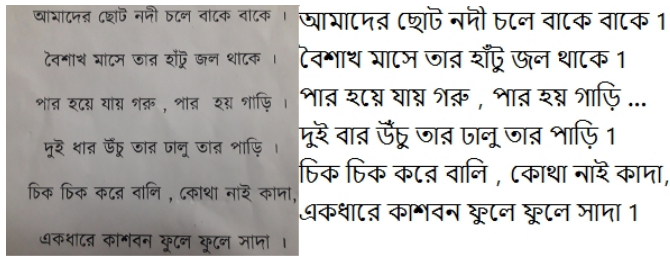 আমাদের ছোট নদী চলে বাকে বাকে ।
বৈশাখ মাসে তার হাঁটু জল থাকে ।
পার হয়ে যায় গরু , পার হয় গাড়ি ।
দুই ধার উঁচু তার ঢালু তার পাড়ি ।
চিক চিক করে বালি , কোথা নাই কাদা,
একধারে কাশবন ফুলে ফুলে সাদা ।
আমাদের ছোট নদী চলে বাকে বাকে 1
বৈশাখ মাসে তার হাঁটু জল থাকে 1
পার হয়ে যায় গরু , পার হয় গাড়ি ...
দুই বার উঁচু তার ঢালু তার পাড়ি 1
চিক চিক করে বালি , কোথা নাই কাদা,
একধারে কাশবন ফুলে ফুলে সাদা 1